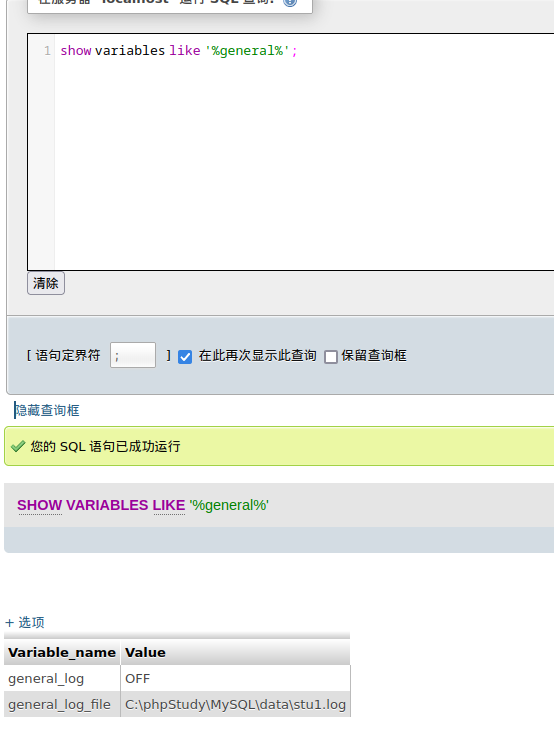 在服务器 "localhost" 运行 SQL 查询:
1 show variables like '%general%';
清除
[ 语句定界符 ; ] 在此再次显示此查询 保留查询框
隐藏查询框
您的 SQL 语句已成功运行
SHOW VARIABLES LIKE '%general%'
+ 选项
Variable_name Value
general_log OFF
general_log_file C:\phpStudy\MySQL\data\stu1.log